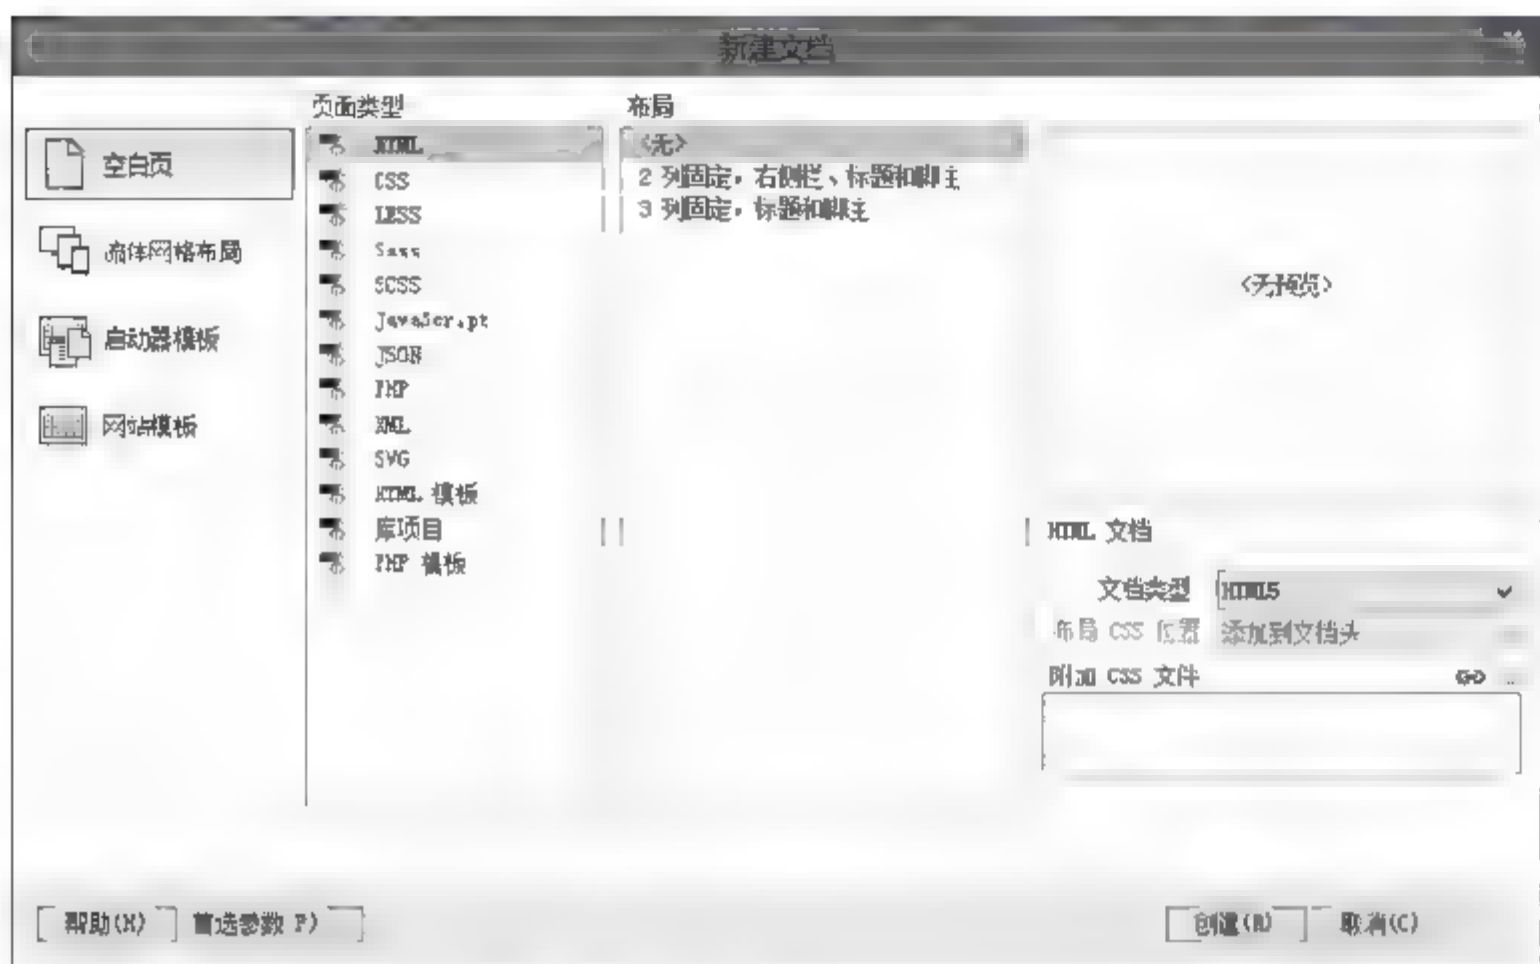 新建文档
空白页
流体网格布局
启动器模板
网站模板
页面类型
HTML
CSS
LESS
Sass
SCSS
JavaScript
JSON
PHP
XML
SVG
HTML 模板
库项目
PHP 模板
布局
<无>
2 列固定，右侧栏、标题和脚注
3 列固定，标题和脚注
<无预览>
HTML 文档
文档类型 HTML5
布局 CSS 位置 添加到文档头
附加 CSS 文件
帮助(H) 首选参数 P) 创建(R) 取消(C)